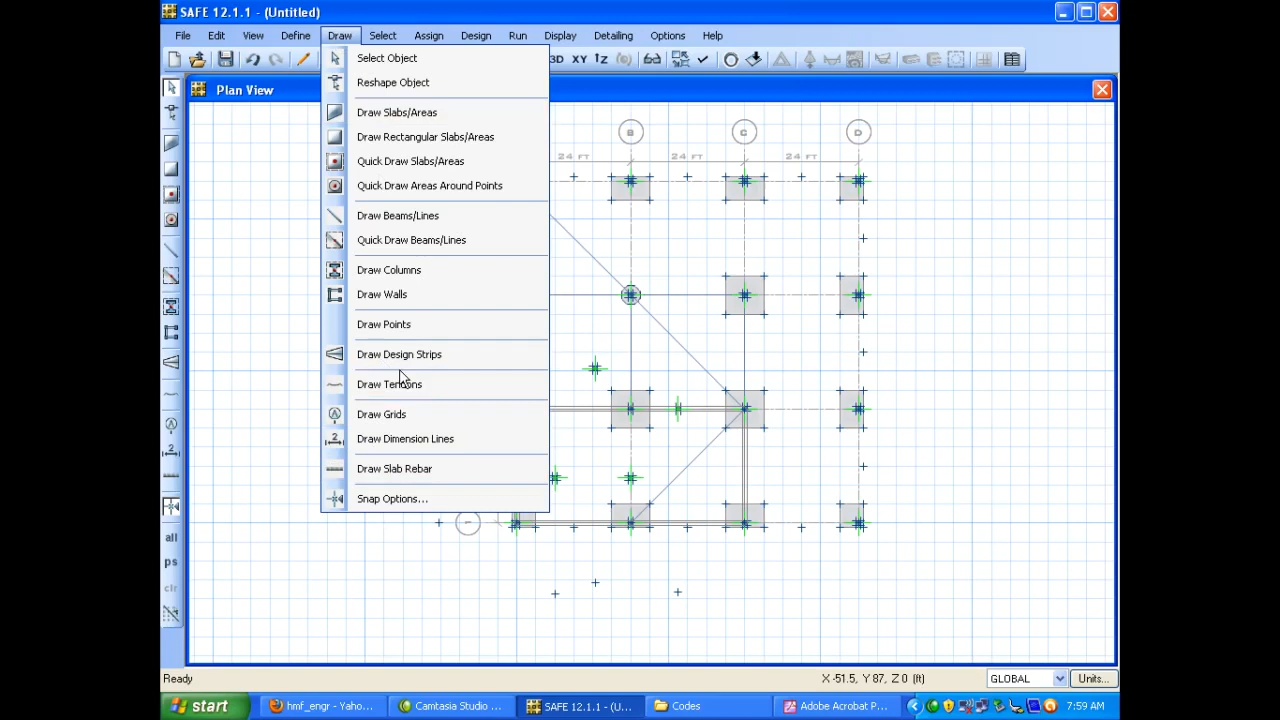 SAFE 12.1.1 - (Untitled)
File Edit View Define Draw Select Assign Design Run Display Detailing Options Help
3D XY
Plan View
Select Object
Reshape Object
Draw Slabs/Areas
Draw Rectangular Slabs/Areas
Quick Draw Slabs/Areas
Quick Draw Areas Around Points
Draw Beams/Lines
Quick Draw Beams/Lines
Draw Columns
Draw Walls
Draw Points
Draw Design Strips
Draw Tendons
Draw Grids
Draw Dimension Lines
Draw Slab Rebar
Snap Options...
B C D
24 FT 24 FT 24 FT
all
ps
clr
Ready X -51.5, Y 87, Z 0 (ft) GLOBAL Units...
start hmf_engr - Yaho... Camtasia Studio ... SAFE 12.1.1 - (U... Codes Adobe Acrobat P... 7:59 AM